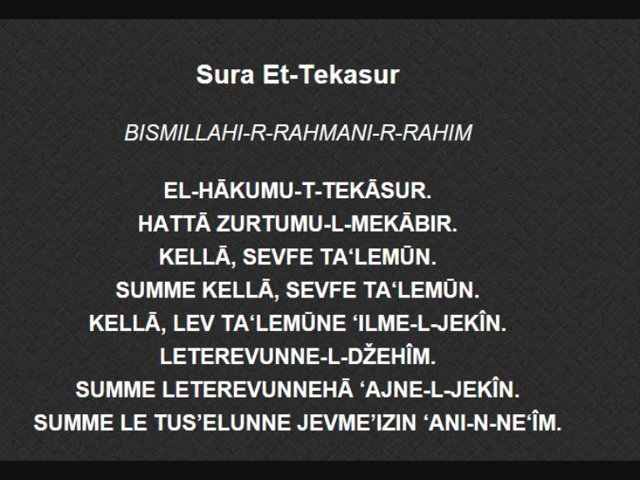 Sura Et-Tekasur
BISMILLAHI-R-RAHMANI-R-RAHIM
EL-HĀKUMU-T-TEKĀSUR.
HATTĀ ZURTUMU-L-MEKĀBIR.
KELLĀ, SEVFE TA‘LEMŪN.
SUMME KELLĀ, SEVFE TA‘LEMŪN.
KELLĀ, LEV TA‘LEMŪNE ‘ILME-L-JEKÎN.
LETEREVUNNE-L-DŽEHÎM.
SUMME LETEREVUNNEHĀ ‘AJNE-L-JEKÎN.
SUMME LE TUS’ELUNNE JEVME’IZIN ‘ANI-N-NE‘ÎM.